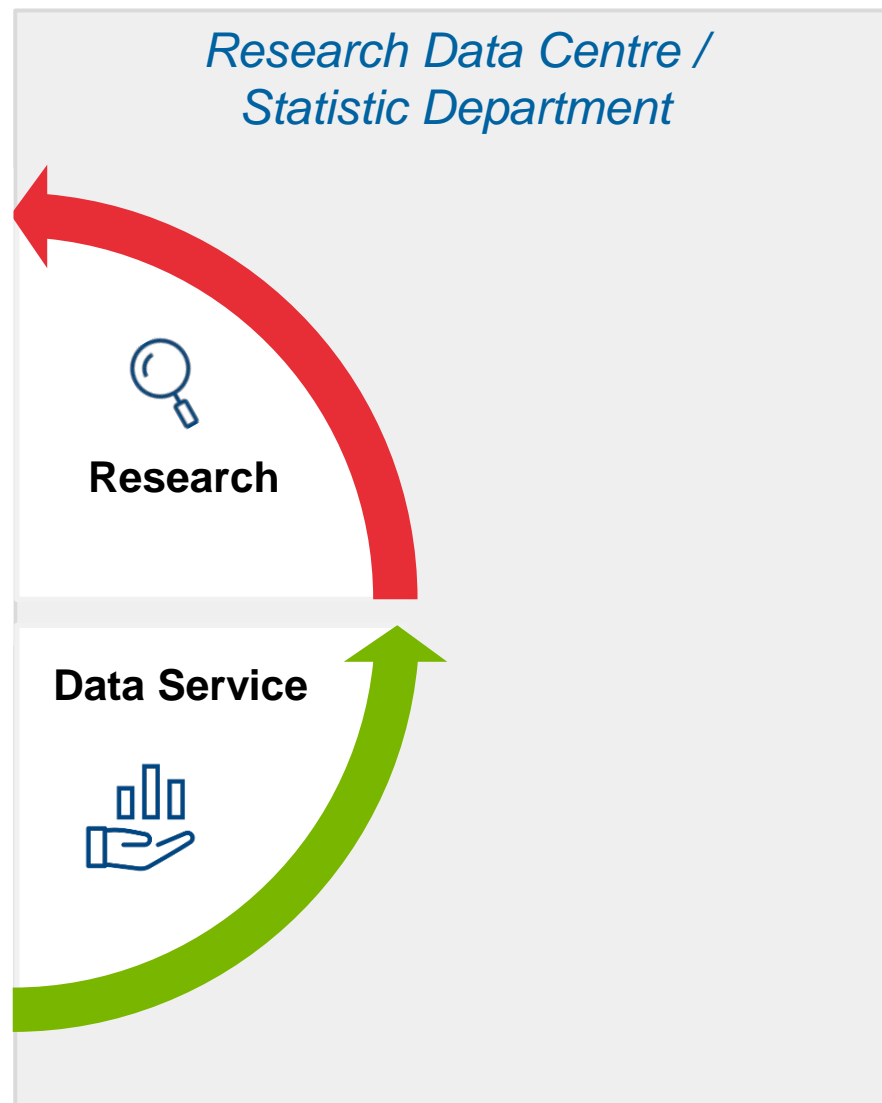 Research Data Centre /
Statistic Department
Research
Data Service